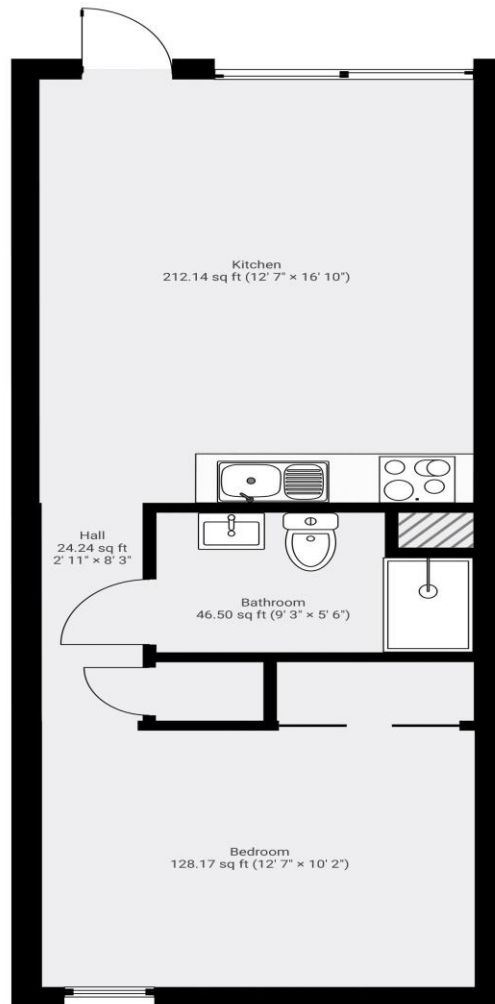 Kitchen
212.14 sq ft (12' 7" × 16' 10")
Hall
24.24 sq ft
2' 11" × 8' 3"
Bathroom
46.50 sq ft (9' 3" × 5' 6")
Bedroom
128.17 sq ft (12' 7" × 10' 2")